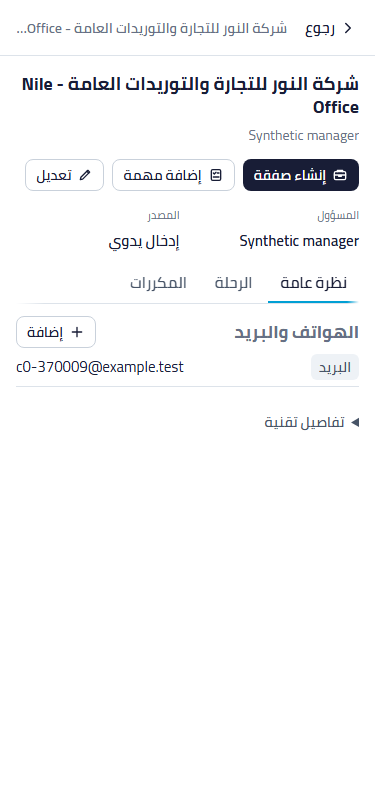 رجوع
شركة النور للتجارة والتوريدات العامة - Office...
شركة النور للتجارة والتوريدات العامة - Nile
Office
Synthetic manager
إنشاء صفقة
إضافة مهمة
تعديل
المسؤول
المصدر
Synthetic manager
إدخال يدوي
نظرة عامة
الرحلة
المكررات
الهواتف والبريد
إضافة
البريد
c0-370009@example.test
تفاصيل تقنية